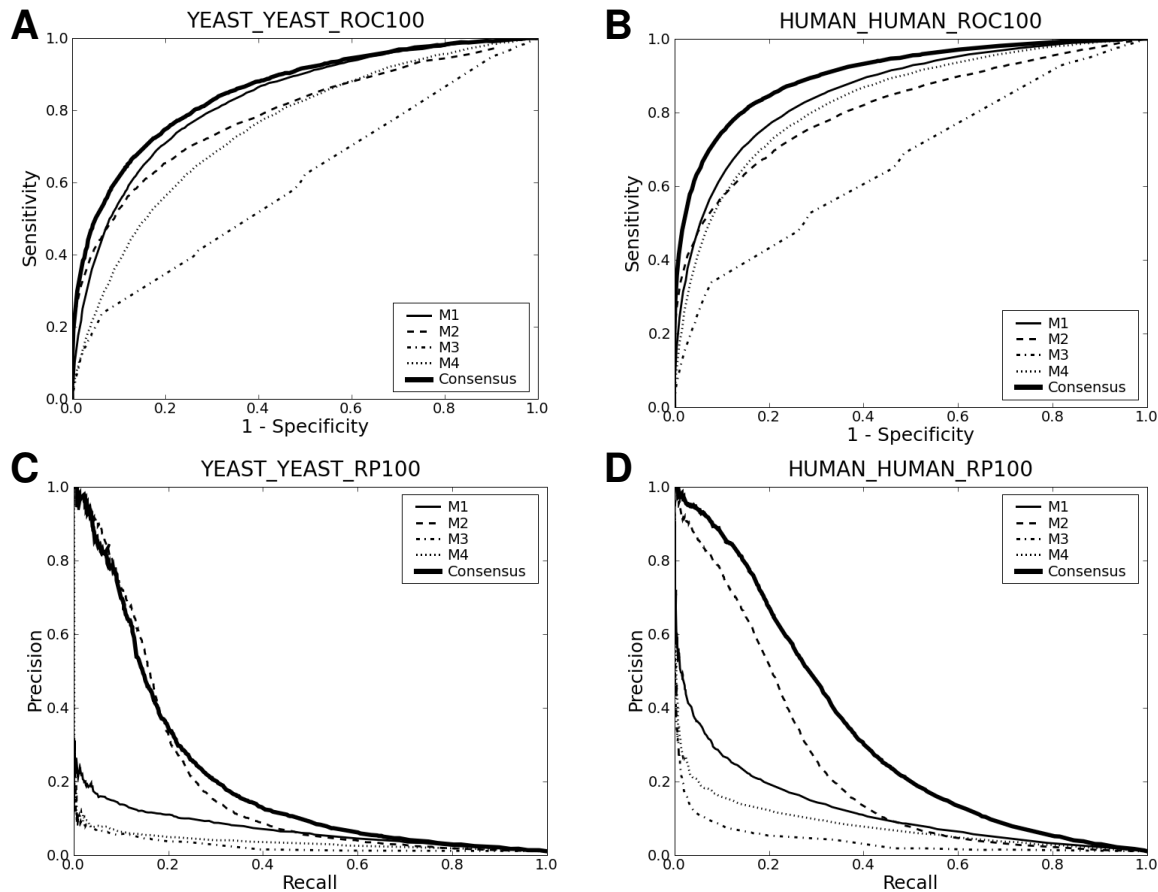 A
YEAST_YEAST_ROC100
Sensitivity
1.0
0.8
0.6
0.4
0.2
0.0
0.0 0.2 0.4 0.6 0.8 1.0
1 - Specificity
M1
M2
M3
M4
Consensus
B
HUMAN_HUMAN_ROC100
Sensitivity
1.0
0.8
0.6
0.4
0.2
0.0
0.0 0.2 0.4 0.6 0.8 1.0
1 - Specificity
M1
M2
M3
M4
Consensus
C
YEAST_YEAST_RP100
Precision
1.0
0.8
0.6
0.4
0.2
0.0
0.0 0.2 0.4 0.6 0.8 1.0
Recall
M1
M2
M3
M4
Consensus
D
HUMAN_HUMAN_RP100
Precision
1.0
0.8
0.6
0.4
0.2
0.0
0.0 0.2 0.4 0.6 0.8 1.0
Recall
M1
M2
M3
M4
Consensus